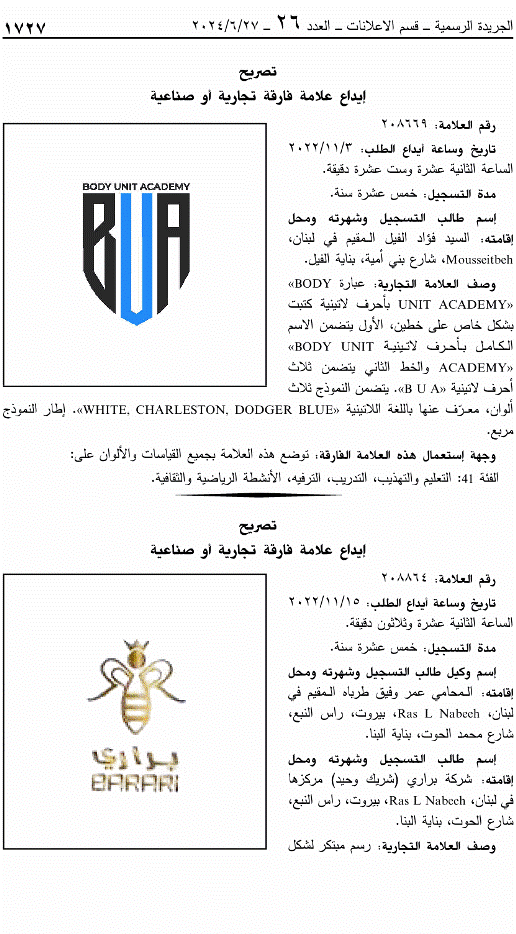 الجريدة الرسمية ــ قسم الاعلانات ــ العدد ٢٦ ــ ٢٠٢٤/٦/٢٧
١٧٢٧
تصريح
إيداع علامة فارقة تجارية أو صناعية
رقم العلامة: ٢٠٨٦٦٩
تاريخ وساعة أيداع الطلب: ٢٠٢٢/١١/٣
الساعة الثانية عشرة وست عشرة دقيقة.
مدة التسجيل: خمس عشرة سنة.
إسم طالب التسجيل وشهرته ومحل
إقامته: السيد فؤاد الفيل المقيم في لبنان،
Mousseitbeh، شارع بني أمية، بناية الفيل.
وصف العلامة التجارية: عبارة «BODY
UNIT ACADEMY» بأحرف لاتينية كتبت
بشكل خاص على خطين، الأول يتضمن الاسم
الكامل بأحرف لاتينية «BODY UNIT
ACADEMY» والخط الثاني يتضمن ثلاث
أحرف لاتينية «B U A». يتضمن النموذج ثلاث
ألوان، معرّف عنها باللغة اللاتينية «WHITE, CHARLESTON, DODGER BLUE». إطار النموذج
مربع.
BODY UNIT ACADEMY
BUA
وجهة إستعمال هذه العلامة الفارقة: توضع هذه العلامة بجميع القياسات والألوان على:
الفئة 41: التعليم والتهذيب، التدريب، الترفيه، الأنشطة الرياضية والثقافية.
تصريح
إيداع علامة فارقة تجارية أو صناعية
رقم العلامة: ٢٠٨٨٦٤
تاريخ وساعة أيداع الطلب: ٢٠٢٢/١١/١٥
الساعة الثانية عشرة وثلاثون دقيقة.
مدة التسجيل: خمس عشرة سنة.
إسم وكيل طالب التسجيل وشهرته ومحل
إقامته: المحامي عمر وفيق طرباه المقيم في
لبنان، Ras L Nabeeh، بيروت، راس النبع،
شارع محمد الحوت، بناية البنا.
إسم طالب التسجيل وشهرته ومحل
إقامته: شركة براري (شريك وحيد) مركزها
في لبنان، Ras L Nabeeh، بيروت، راس النبع،
شارع الحوت، بناية البنا.
وصف العلامة التجارية: رسم مبتكر لشكل
براري
BARARI